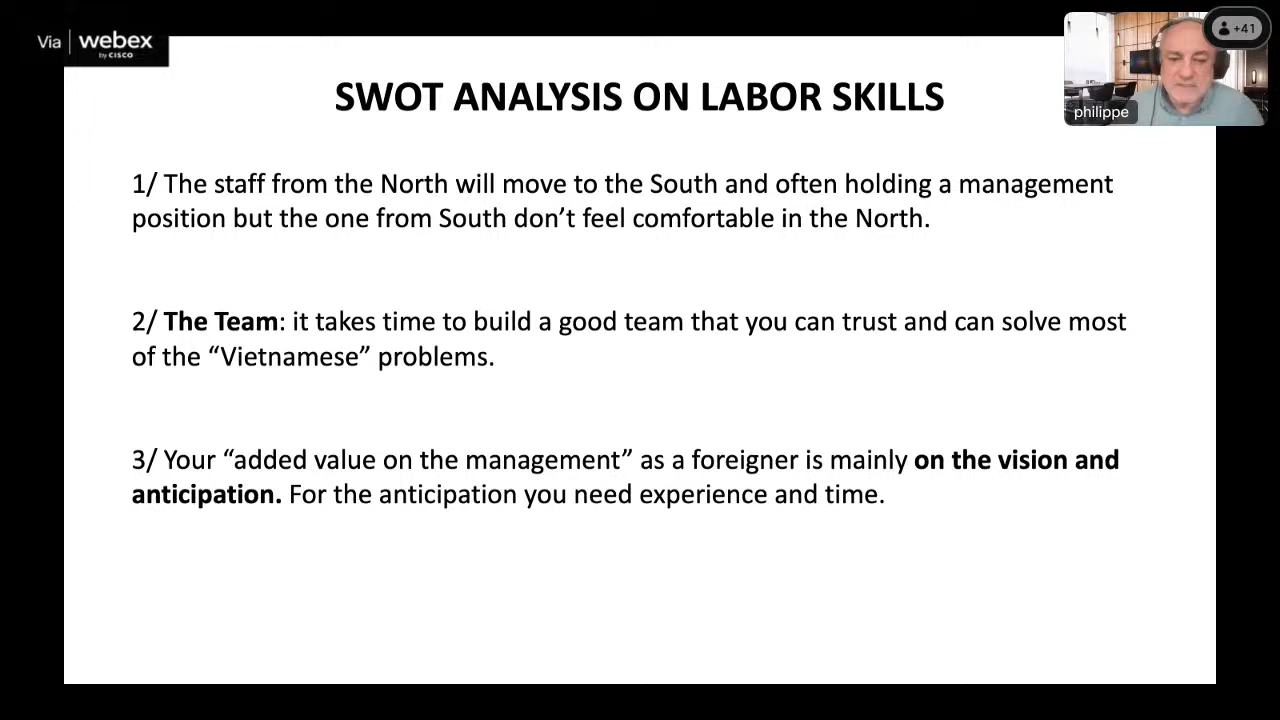 Via webex
by CISCO
+41
philippe
SWOT ANALYSIS ON LABOR SKILLS
1/ The staff from the North will move to the South and often holding a management
position but the one from South don’t feel comfortable in the North.
2/ The Team: it takes time to build a good team that you can trust and can solve most
of the “Vietnamese” problems.
3/ Your “added value on the management” as a foreigner is mainly on the vision and
anticipation. For the anticipation you need experience and time.